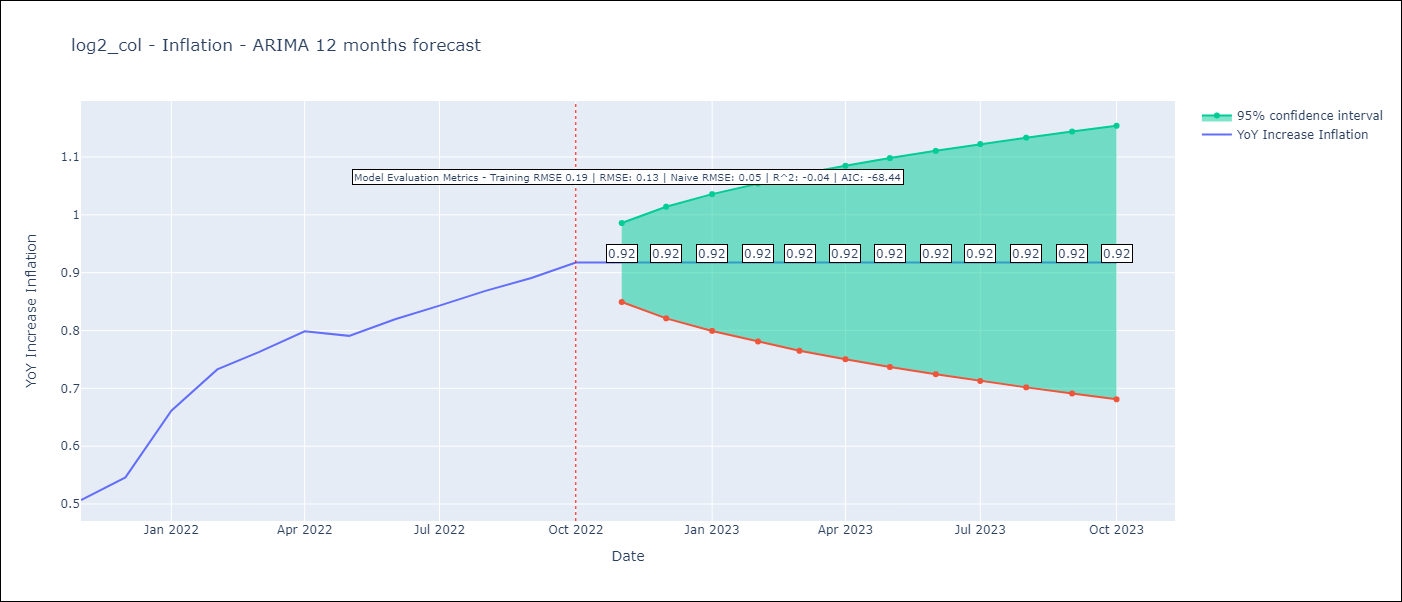 log2_col - Inflation - ARIMA 12 months forecast
95% confidence interval
YoY Increase Inflation
Model Evaluation Metrics - Training RMSE 0.19 | RMSE: 0.13 | Naive RMSE: 0.05 | R^2: -0.04 | AIC: -68.44
0.92 0.92 0.92 0.92 0.92 0.92 0.92 0.92 0.92 0.92 0.92 0.92
YoY Increase Inflation
1.1
1
0.9
0.8
0.7
0.6
0.5
Jan 2022 Apr 2022 Jul 2022 Oct 2022 Jan 2023 Apr 2023 Jul 2023 Oct 2023
Date